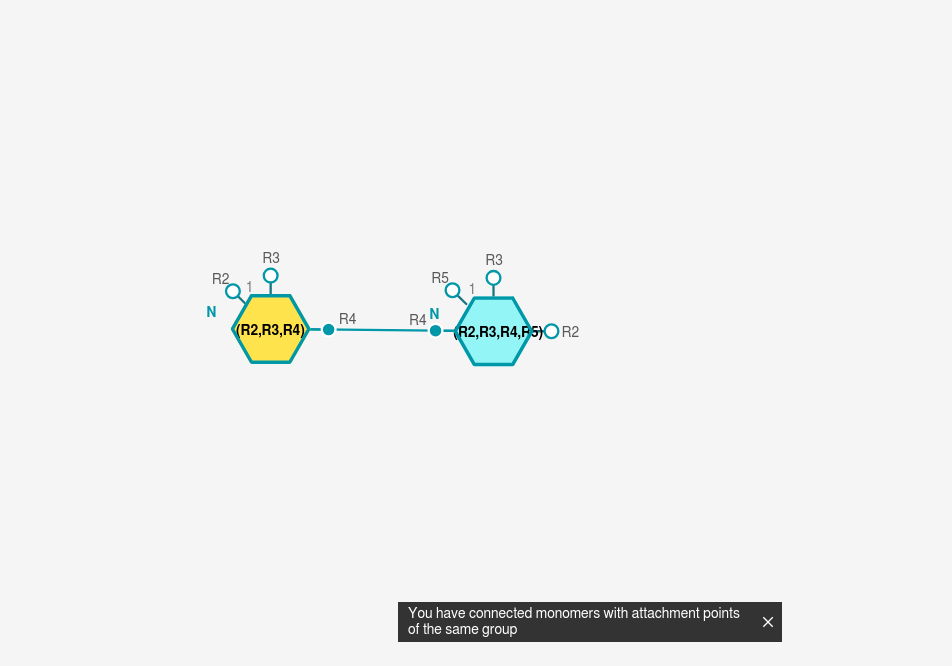 R3
R2
1
N
(R2,R3,R4)
R4
R3
R5
1
R4
N
(R2,R3,R4,R5)
R2
You have connected monomers with attachment points
of the same group